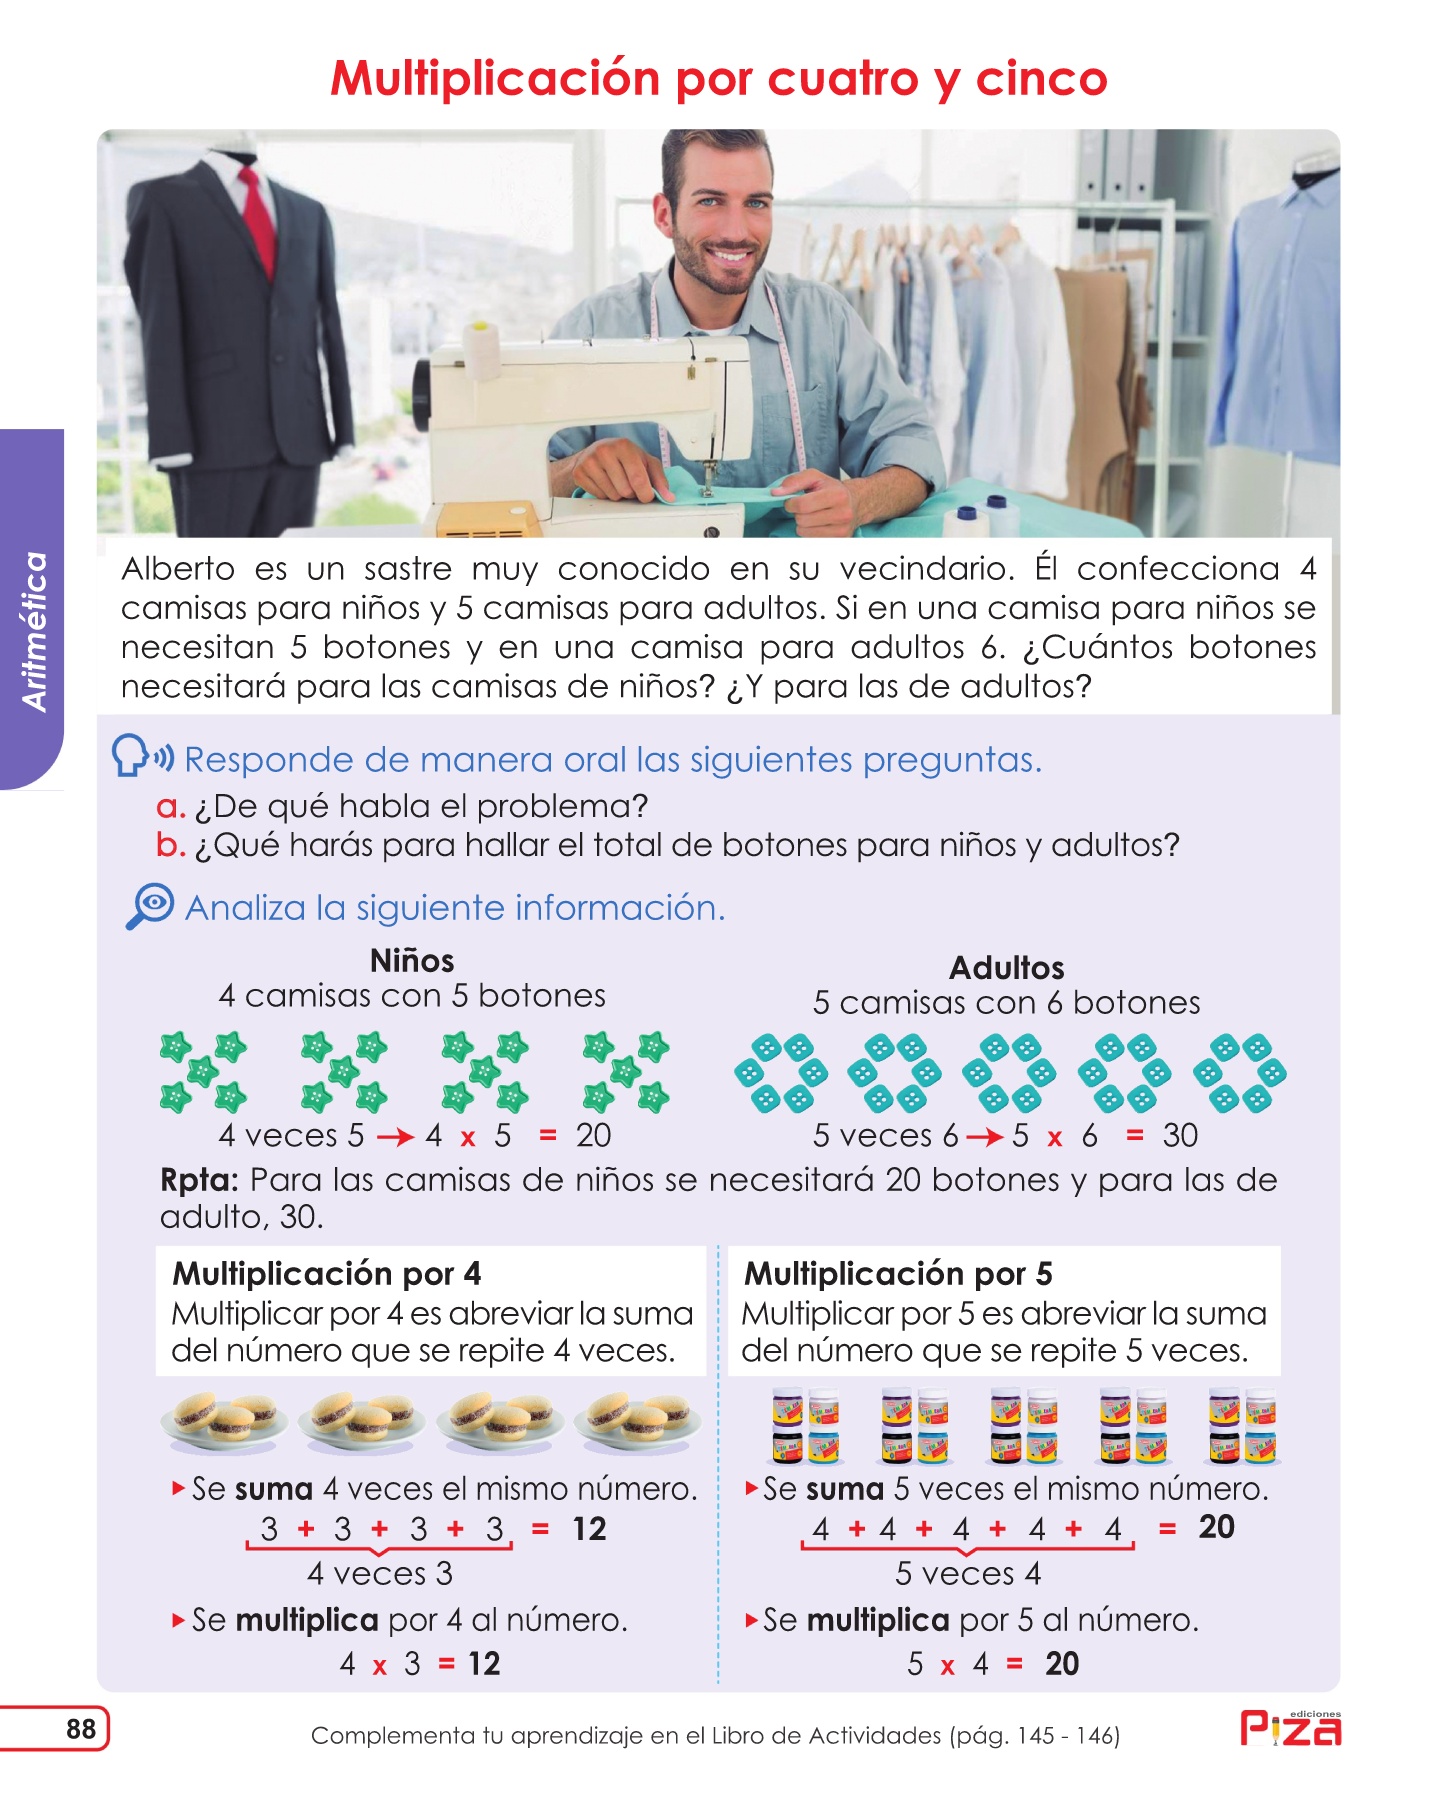 Multiplicación por cuatro y cinco
Aritmética
Alberto es un sastre muy conocido en su vecindario. Él confecciona 4
camisas para niños y 5 camisas para adultos. Si en una camisa para niños se
necesitan 5 botones y en una camisa para adultos 6. ¿Cuántos botones
necesitará para las camisas de niños? ¿Y para las de adultos?
Responde de manera oral las siguientes preguntas.
a. ¿De qué habla el problema?
b. ¿Qué harás para hallar el total de botones para niños y adultos?
Analiza la siguiente información.
Niños
4 camisas con 5 botones
4 veces 5 → 4 x 5 = 20
Adultos
5 camisas con 6 botones
5 veces 6 → 5 x 6 = 30
Rpta: Para las camisas de niños se necesitará 20 botones y para las de
adulto, 30.
Multiplicación por 4
Multiplicar por 4 es abreviar la suma
del número que se repite 4 veces.
▸ Se suma 4 veces el mismo número.
3 + 3 + 3 + 3 = 12
4 veces 3
▸ Se multiplica por 4 al número.
4 x 3 = 12
Multiplicación por 5
Multiplicar por 5 es abreviar la suma
del número que se repite 5 veces.
▸ Se suma 5 veces el mismo número.
4 + 4 + 4 + 4 + 4 = 20
5 veces 4
▸ Se multiplica por 5 al número.
5 x 4 = 20
88
Complementa tu aprendizaje en el Libro de Actividades (pág. 145 - 146)
ediciones
Piza